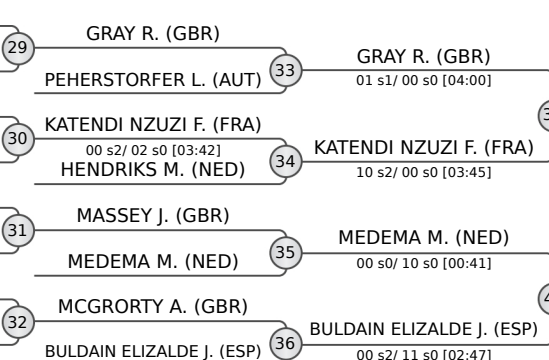 GRAY R. (GBR)
29
PEHERSTORFER L. (AUT)
33
GRAY R. (GBR)
01 s1/ 00 s0 [04:00]
KATENDI NZUZI F. (FRA)
30
00 s2/ 02 s0 [03:42]
HENDRIKS M. (NED)
34
KATENDI NZUZI F. (FRA)
10 s2/ 00 s0 [03:45]
MASSEY J. (GBR)
31
MEDEMA M. (NED)
35
MEDEMA M. (NED)
00 s0/ 10 s0 [00:41]
MCGRORTY A. (GBR)
32
BULDAIN ELIZALDE J. (ESP)
36
BULDAIN ELIZALDE J. (ESP)
00 s2/ 11 s0 [02:47]